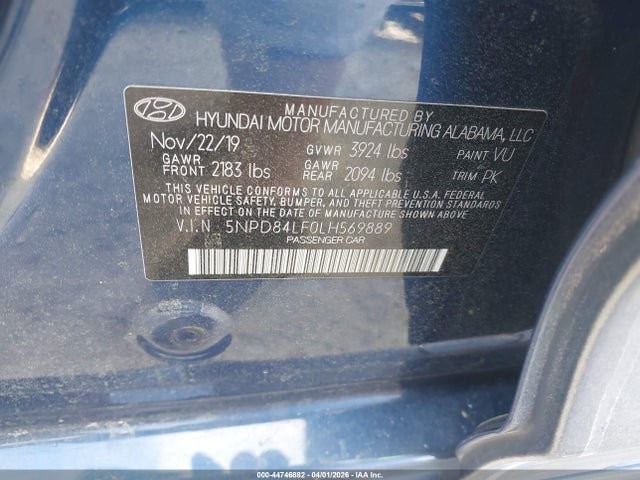 MANUFACTURED BY
HYUNDAI MOTOR MANUFACTURING ALABAMA, LLC
Nov/22/19 GVWR 3924 lbs PAINT VU
GAWR FRONT 2183 lbs GAWR REAR 2094 lbs TRIM PK
THIS VEHICLE CONFORMS TO ALL APPLICABLE U.S.A. FEDERAL
MOTOR VEHICLE SAFETY, BUMPER, AND THEFT PREVENTION STANDARDS
IN EFFECT ON THE DATE OF MANUFACTURE SHOWN ABOVE
V.I.N 5NPD84LF0LH569889
PASSENGER CAR
000-44746882 - 04/01/2026 - IAA, Inc.